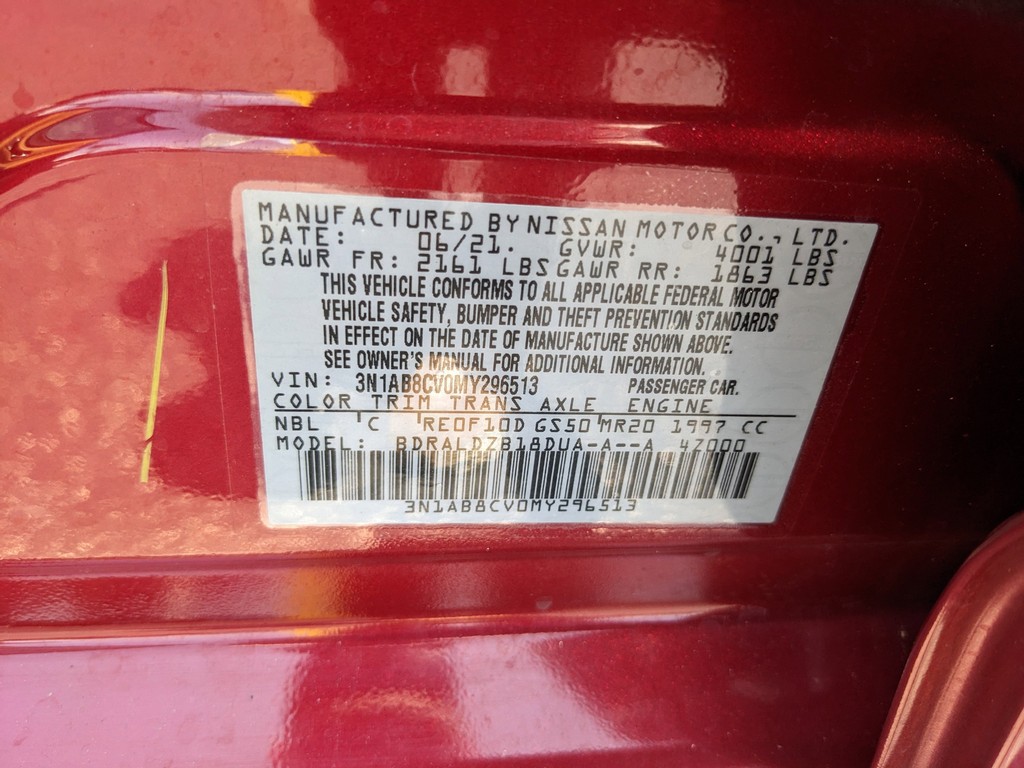 MANUFACTURED BY NISSAN MOTOR CO., LTD.
DATE: 06/21. GVWR: 4001 LBS
GAWR FR: 2161 LBS GAWR RR: 1863 LBS
THIS VEHICLE CONFORMS TO ALL APPLICABLE FEDERAL MOTOR
VEHICLE SAFETY, BUMPER AND THEFT PREVENTION STANDARDS
IN EFFECT ON THE DATE OF MANUFACTURE SHOWN ABOVE.
SEE OWNER'S MANUAL FOR ADDITIONAL INFORMATION.
VIN: 3N1AB8CV0MY296513 PASSENGER CAR.
COLOR TRIM TRANS AXLE ENGINE
NBL C RE0F10D GS50 MR20 1997 CC
MODEL: BDRALDZB18DUA-A--A 4Z000
3N1AB8CV0MY296513